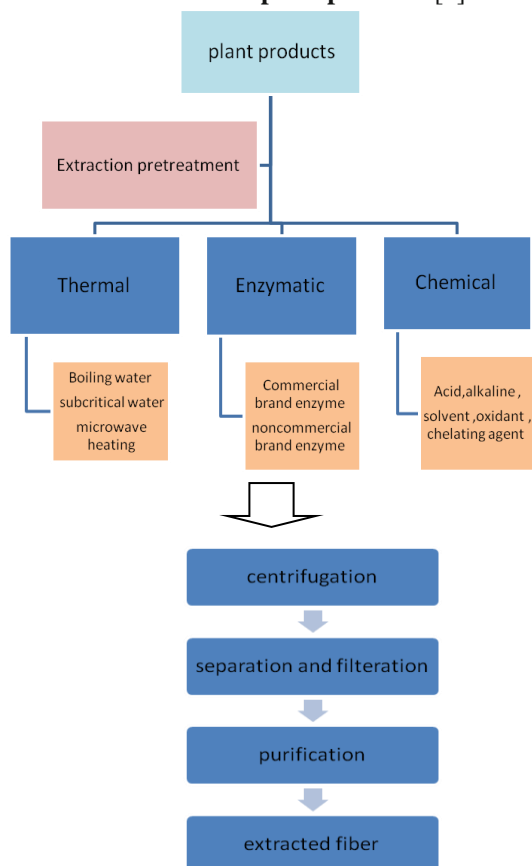 plant products
Extraction pretreatment
Thermal
Enzymatic
Chemical
Boiling water
subcritical water
microwave
heating
Commercial
brand enzyme
noncommercial
brand enzyme
Acid,alkaline ,
solvent ,oxidant ,
chelating agent
centrifugation
separation and filteration
purification
extracted fiber